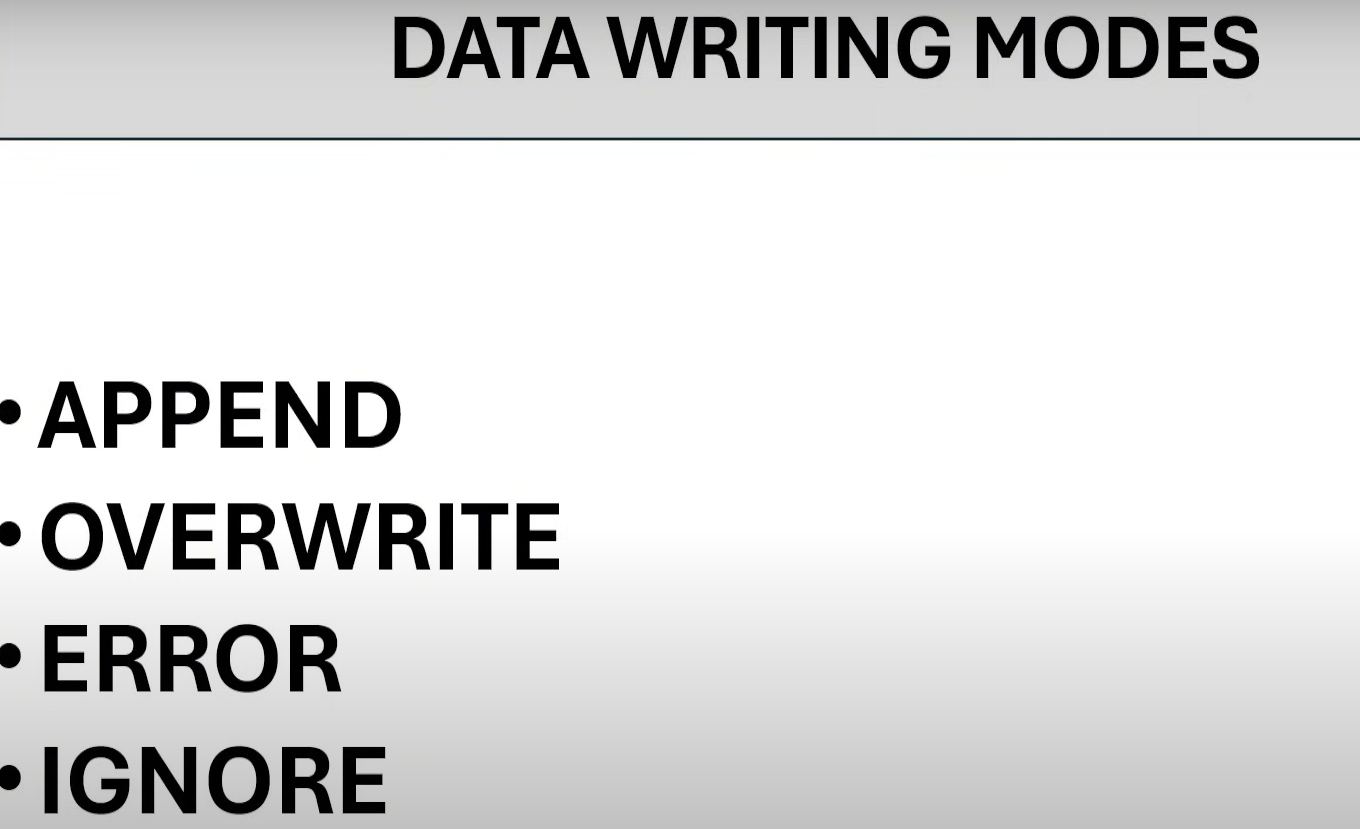 DATA WRITING MODES
• APPEND
• OVERWRITE
• ERROR
• IGNORE